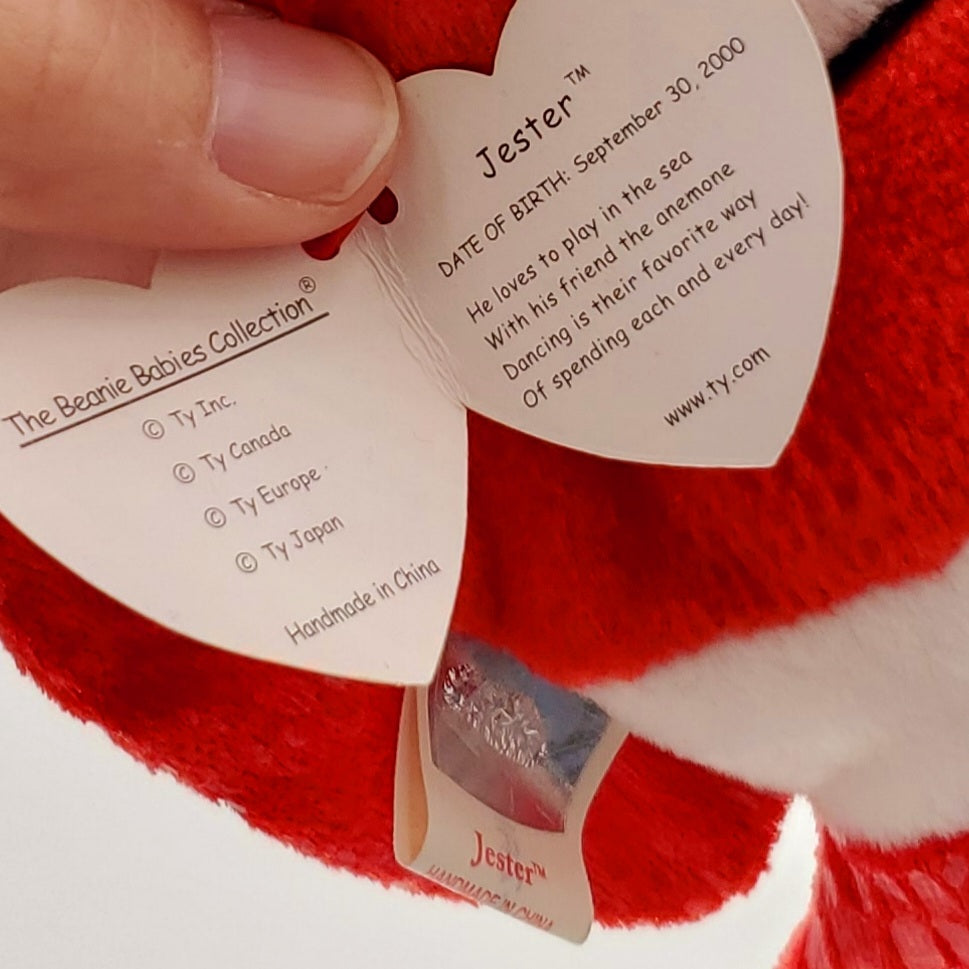 The Beanie Babies Collection®
© Ty Inc.
© Ty Canada
© Ty Europe
© Ty Japan
Handmade in China
Jester™
DATE OF BIRTH: September 30, 2000
He loves to play in the sea
With his friend the anemone
Dancing is their favorite way
Of spending each and every day!
www.ty.com
Jester™
HANDMADE IN CHINA